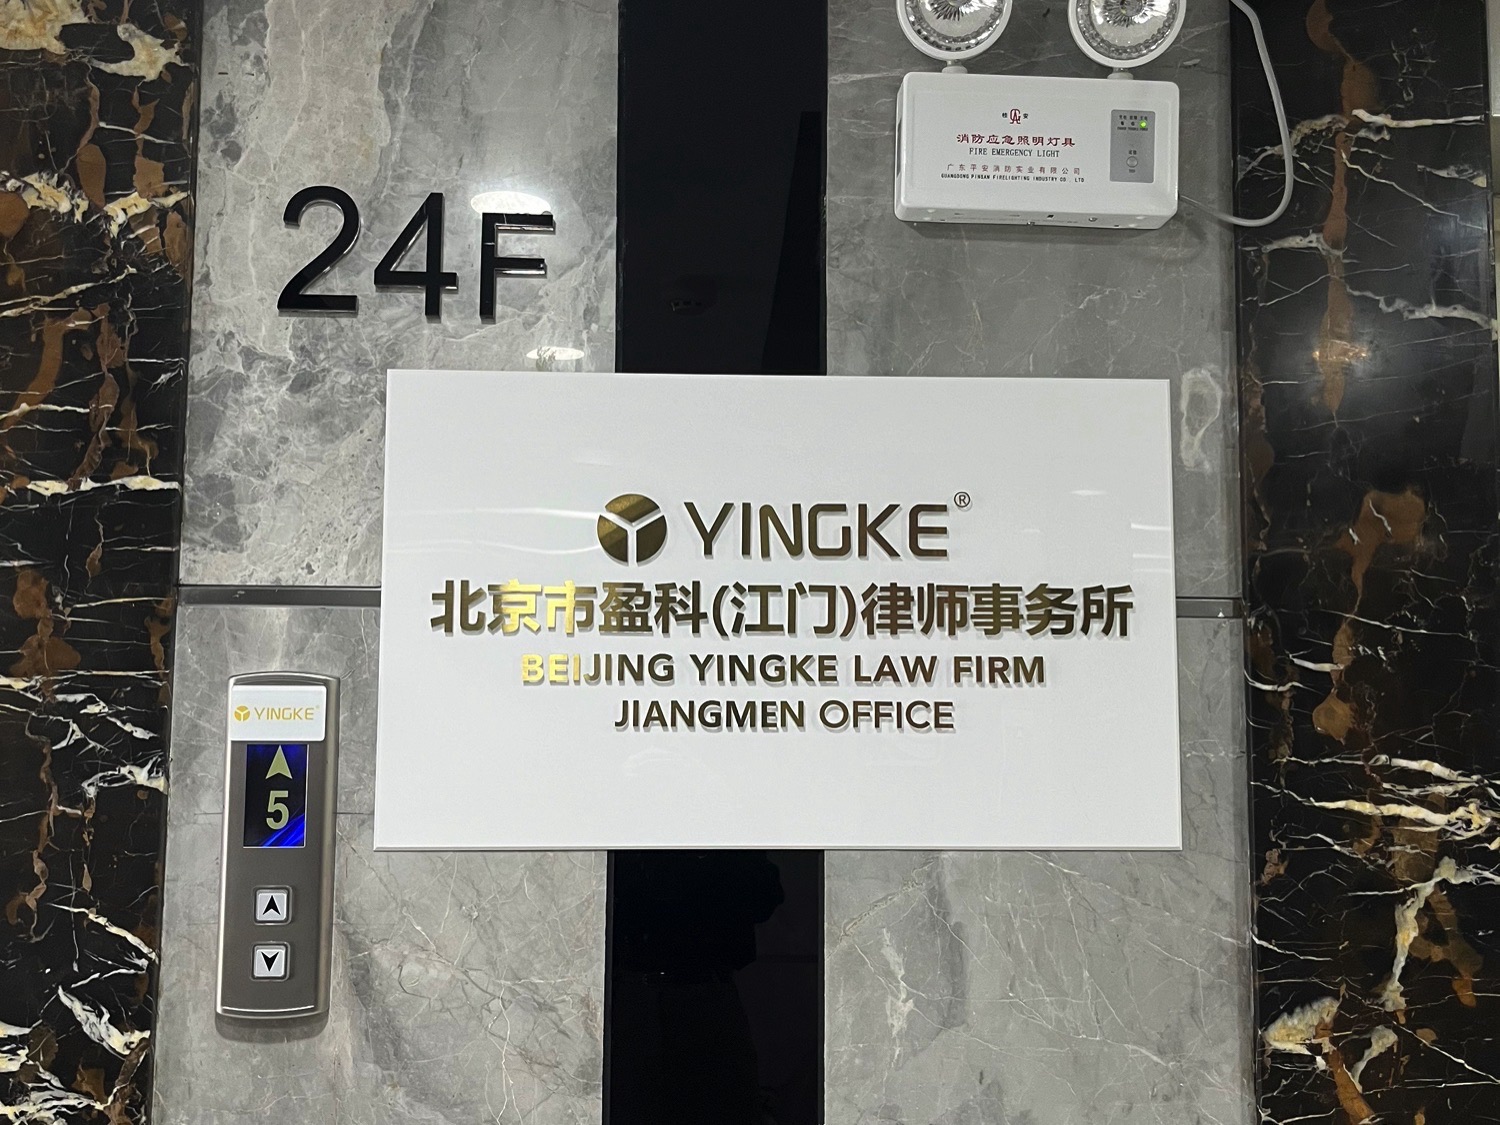 桂安
消防应急照明灯具
FIRE EMERGENCY LIGHT
广东平安消防实业有限公司
24F
YINGKE®
北京市盈科(江门)律师事务所
BEIJING YINGKE LAW FIRM
JIANGMEN OFFICE
YINGKE
5